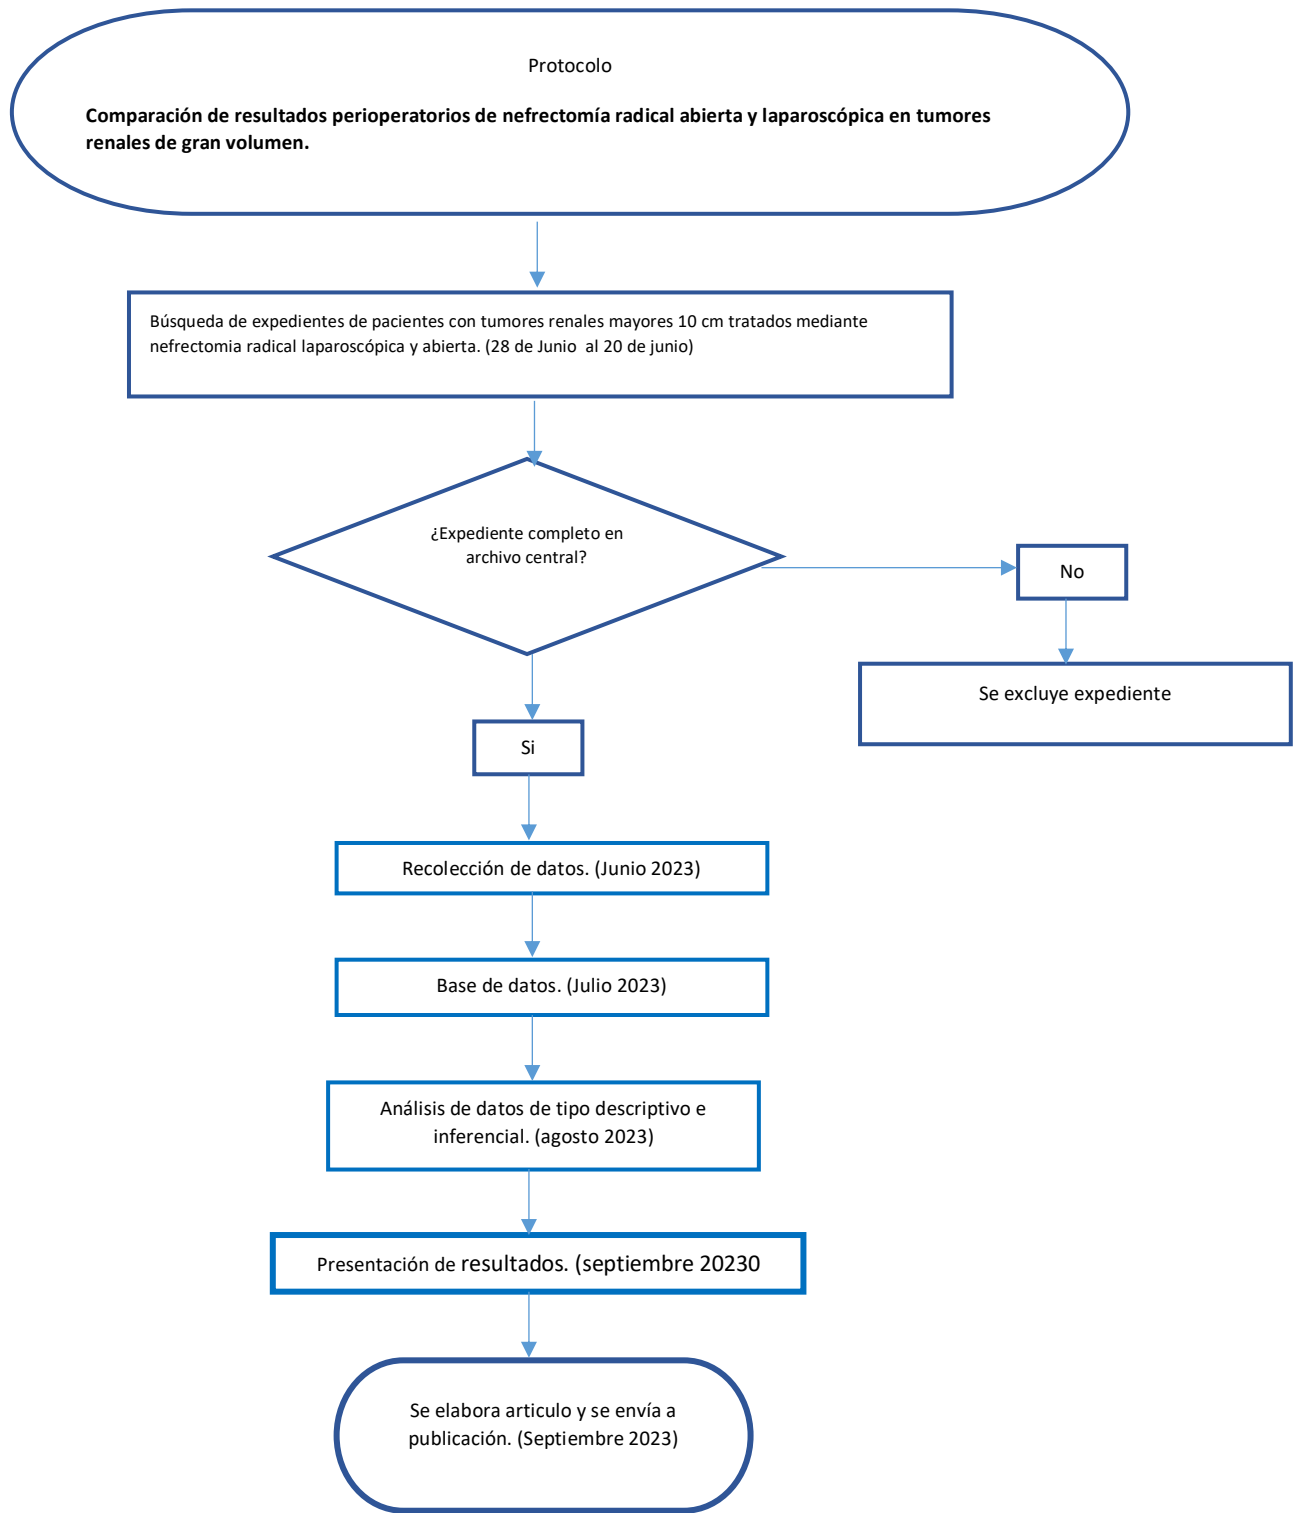 Protocolo
Comparación de resultados perioperatorios de nefrectomía radical abierta y laparoscópica en tumores
renales de gran volumen.
Búsqueda de expedientes de pacientes con tumores renales mayores 10 cm tratados mediante
nefrectomia radical laparoscópica y abierta. (28 de Junio  al 20 de junio)
¿Expediente completo en
archivo central?
No
Se excluye expediente
Si
Recolección de datos. (Junio 2023)
Base de datos. (Julio 2023)
Análisis de datos de tipo descriptivo e
inferencial. (agosto 2023)
Presentación de resultados. (septiembre 20230
Se elabora articulo y se envía a
publicación. (Septiembre 2023)